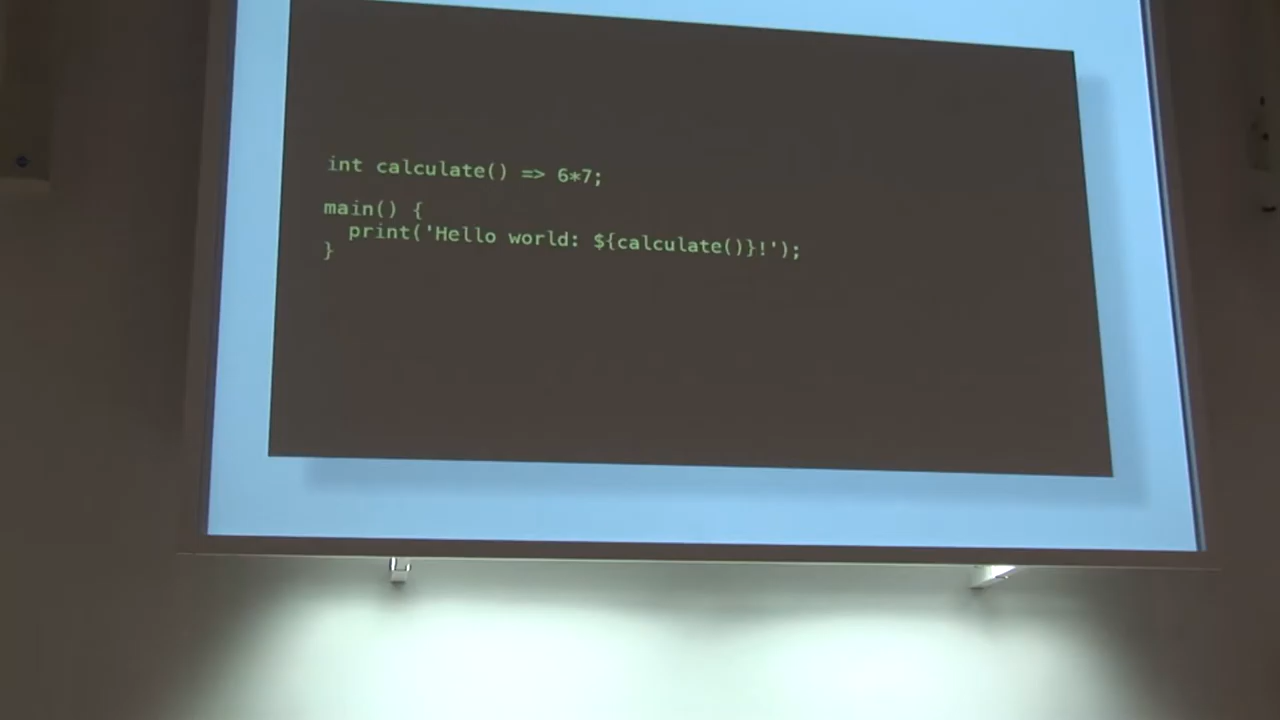 int calculate() => 6*7;
main() {
  print('Hello world: ${calculate()}!');
}